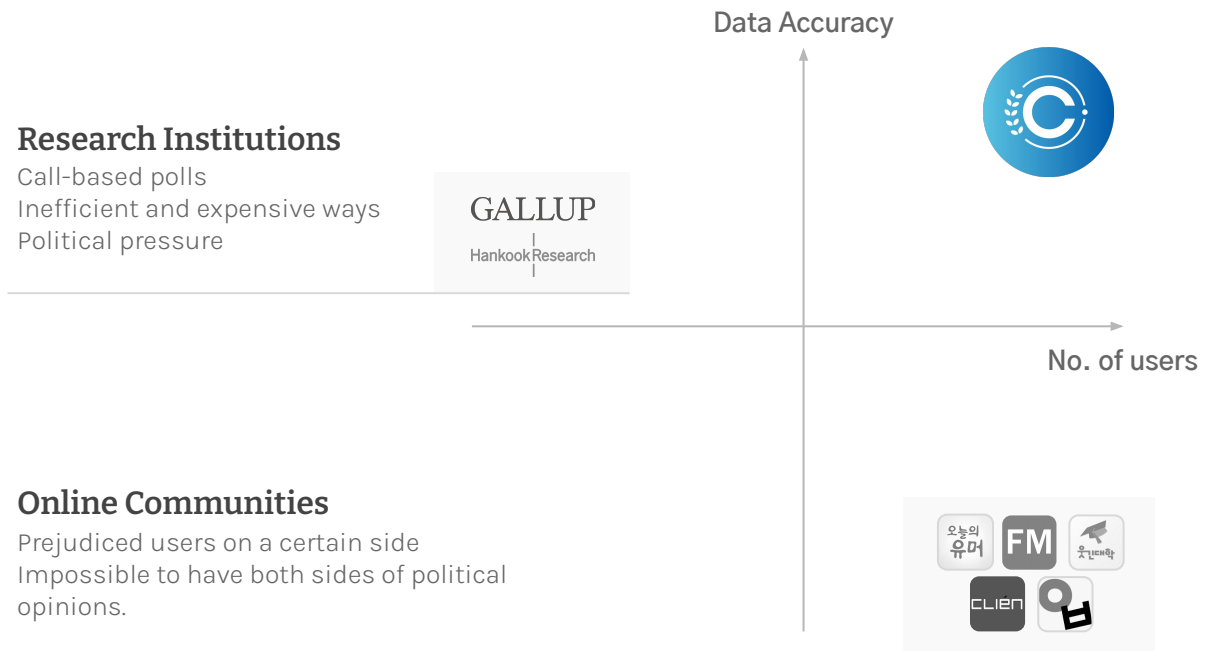 Data Accuracy
C
Research Institutions
Call-based polls
Inefficient and expensive ways
Political pressure
GALLUP
Hankook Research
No. of users
Online Communities
Prejudiced users on a certain side
Impossible to have both sides of political
opinions.
오늘의
유머
FM
웃긴대학
CLIEN